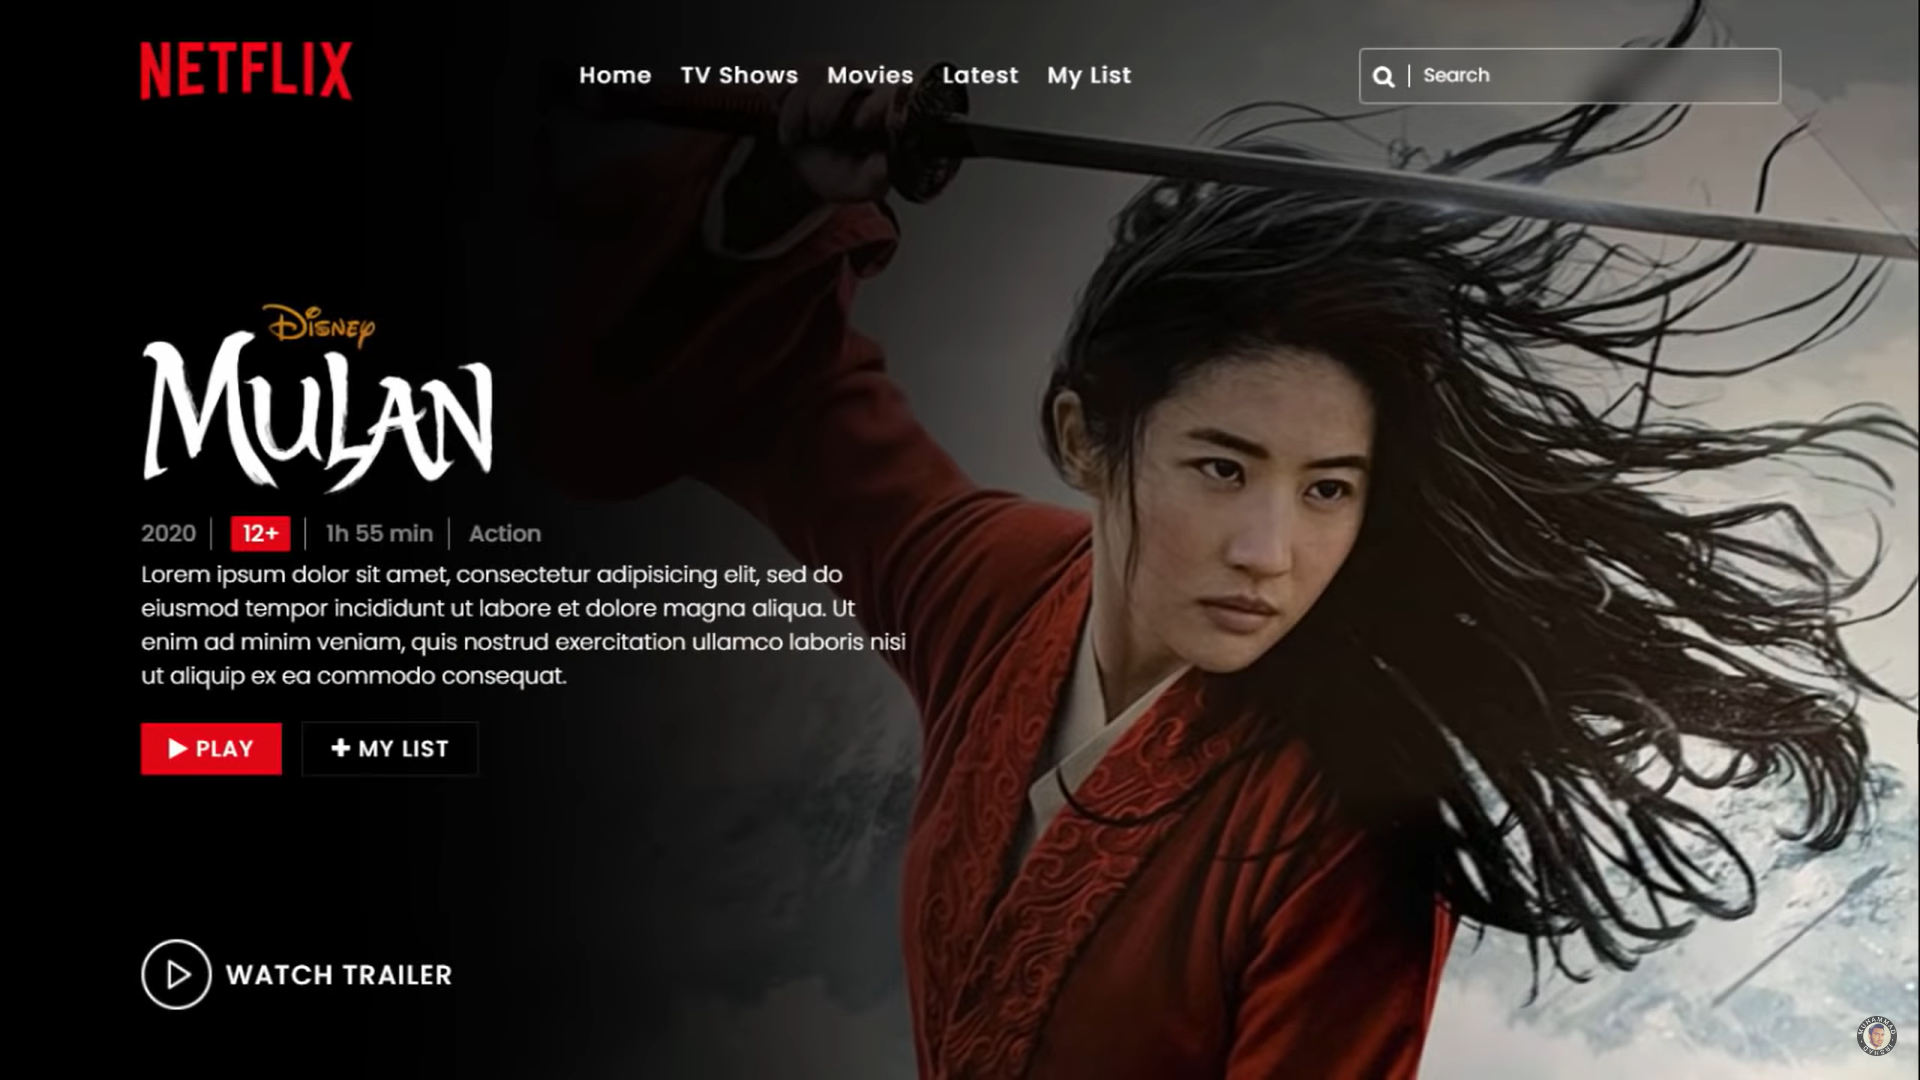 NETFLIX
Home TV Shows Movies Latest My List
Search
Disney
MULAN
2020 12+ 1h 55 min Action
Lorem ipsum dolor sit amet, consectetur adipisicing elit, sed do
eiusmod tempor incididunt ut labore et dolore magna aliqua. Ut
enim ad minim veniam, quis nostrud exercitation ullamco laboris nisi
ut aliquip ex ea commodo consequat.
PLAY
MY LIST
WATCH TRAILER
MUHAMMAD